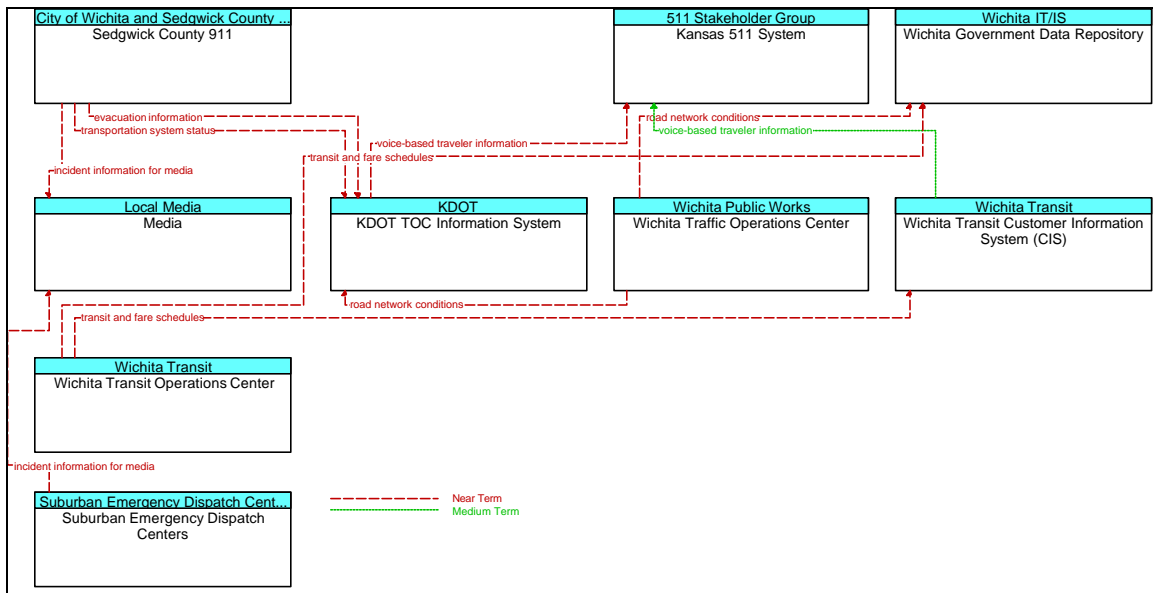 City of Wichita and Sedgwick County ...
Sedgwick County 911
511 Stakeholder Group
Kansas 511 System
Wichita IT/IS
Wichita Government Data Repository
evacuation information
transportation system status
road network conditions
voice-based traveler information
voice-based traveler information
transit and fare schedules
incident information for media
Local Media
Media
KDOT
KDOT TOC Information System
Wichita Public Works
Wichita Traffic Operations Center
Wichita Transit
Wichita Transit Customer Information
System (CIS)
road network conditions
transit and fare schedules
Wichita Transit
Wichita Transit Operations Center
incident information for media
Suburban Emergency Dispatch Cent...
Suburban Emergency Dispatch
Centers
Near Term
Medium Term